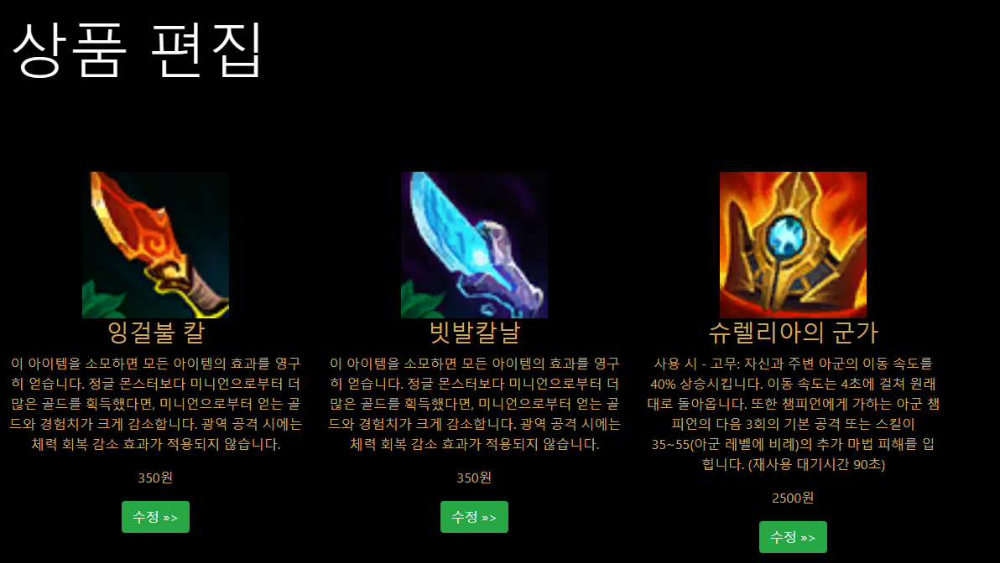 상품 편집
잉걸불 칼
이 아이템을 소모하면 모든 아이템의 효과를 영구
히 얻습니다. 정글 몬스터보다 미니언으로부터 더
많은 골드를 획득했다면, 미니언으로부터 얻는 골
드와 경험치가 크게 감소합니다. 광역 공격 시에는
체력 회복 감소 효과가 적용되지 않습니다.
350원
수정 »>
빗발칼날
이 아이템을 소모하면 모든 아이템의 효과를 영구
히 얻습니다. 정글 몬스터보다 미니언으로부터 더
많은 골드를 획득했다면, 미니언으로부터 얻는 골
드와 경험치가 크게 감소합니다. 광역 공격 시에는
체력 회복 감소 효과가 적용되지 않습니다.
350원
수정 »>
슈렐리아의 군가
사용 시 - 고무: 자신과 주변 아군의 이동 속도를
40% 상승시킵니다. 이동 속도는 4초에 걸쳐 원래
대로 돌아옵니다. 또한 챔피언에게 가하는 아군 챔
피언의 다음 3회의 기본 공격 또는 스킬이
35~55(아군 레벨에 비례)의 추가 마법 피해를 입
힙니다. (재사용 대기시간 90초)
2500원
수정 »>